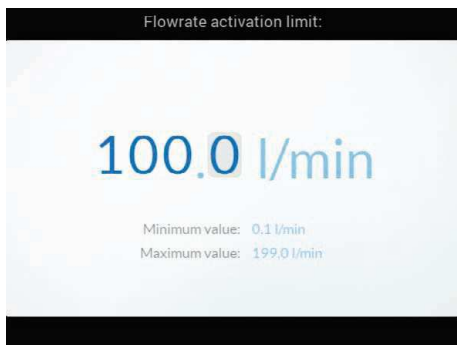 Flowrate activation limit:
100.0 l/min
Minimum value: 0.1 l/min
Maximum value: 199.0 l/min